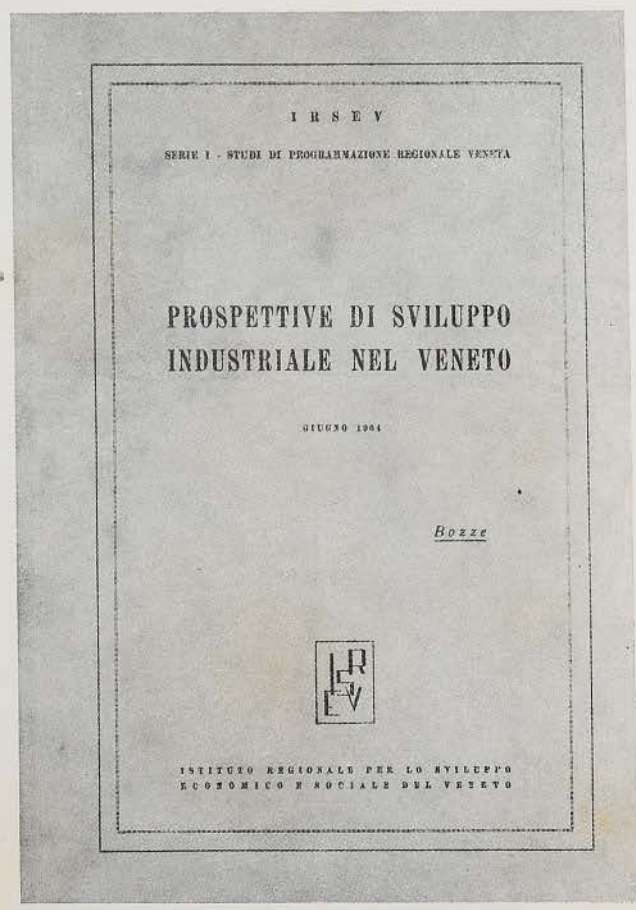 I R S E V
SERIE I - STUDI DI PROGRAMMAZIONE REGIONALE VENETA
PROSPETTIVE DI SVILUPPO
INDUSTRIALE NEL VENETO
GIUGNO 1964
Bozze
IRSEV
ISTITUTO REGIONALE PER LO SVILUPPO
ECONOMICO E SOCIALE DEL VENETO